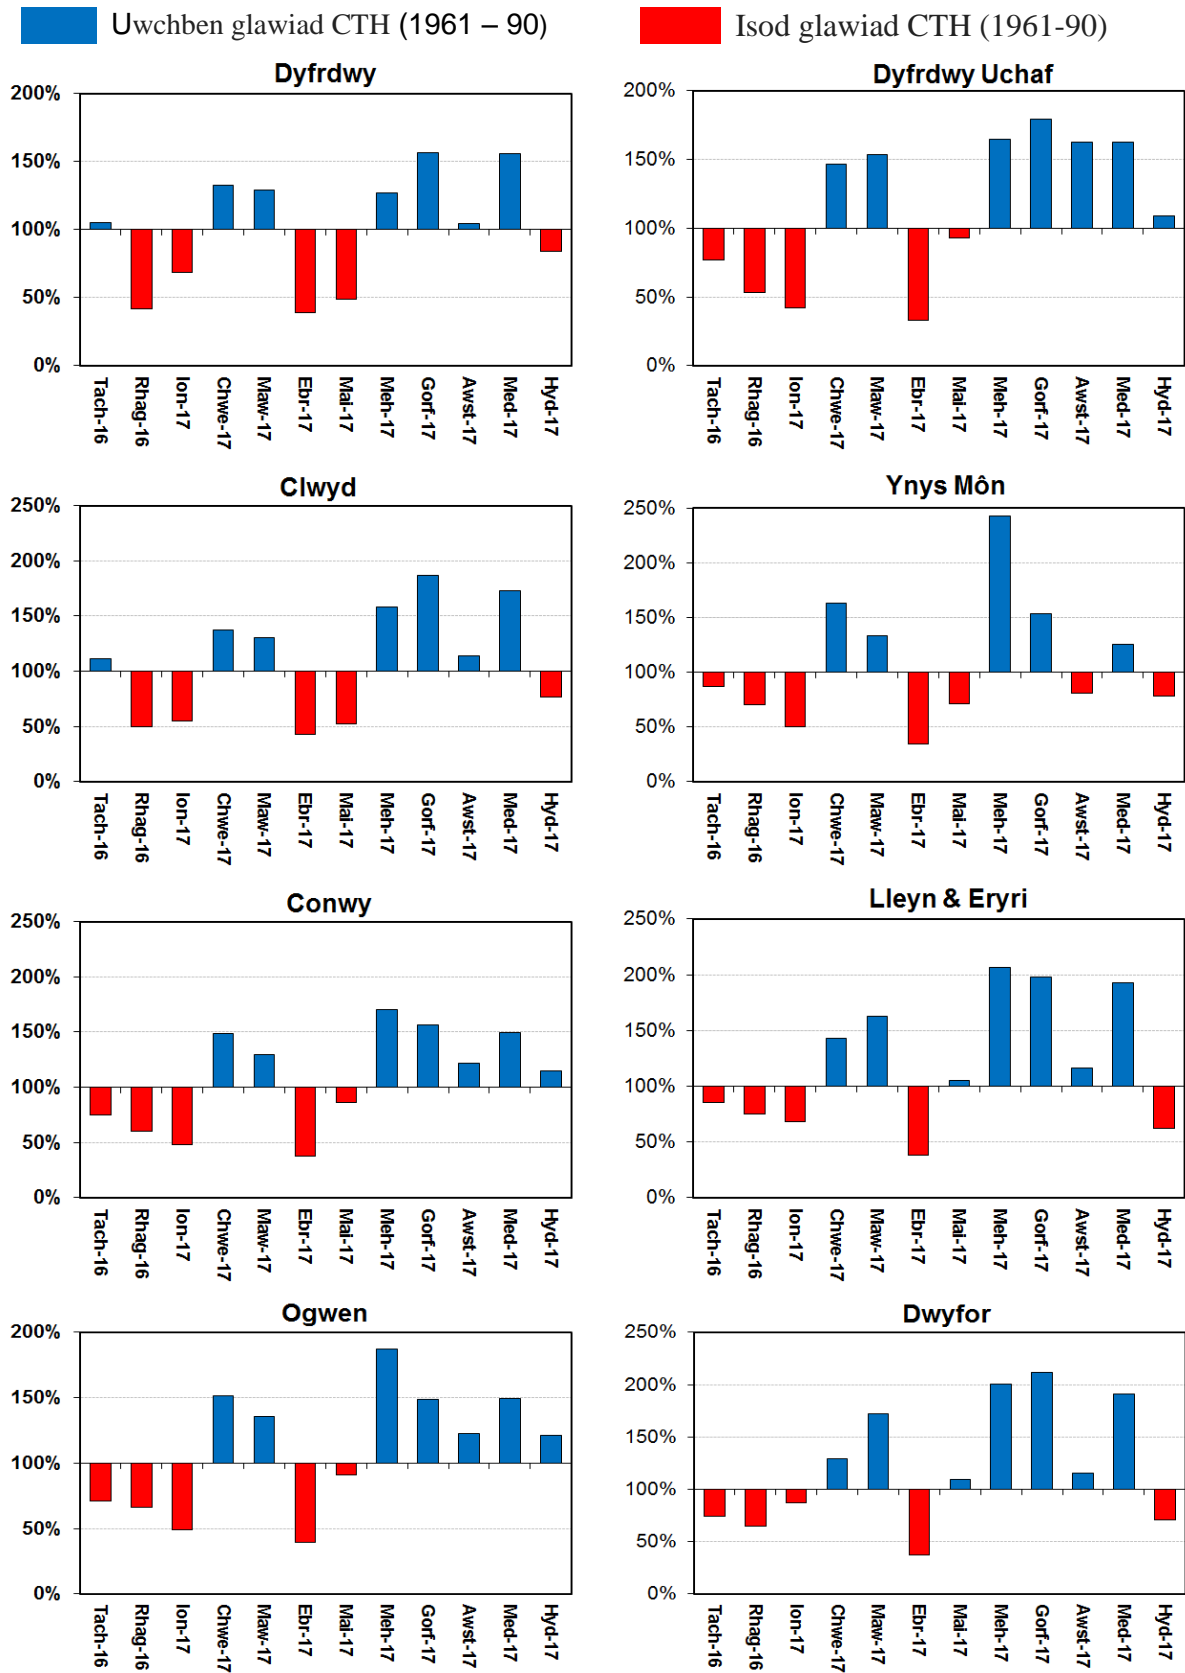 Uwchben glawiad CTH (1961 – 90)
Isod glawiad CTH (1961-90)
Dyfrdwy
200%
150%
100%
50%
0%
Tach-16
Rhag-16
Ion-17
Chwe-17
Maw-17
Ebr-17
Mai-17
Meh-17
Gorf-17
Awst-17
Med-17
Hyd-17
Dyfrdwy Uchaf
200%
150%
100%
50%
0%
Tach-16
Rhag-16
Ion-17
Chwe-17
Maw-17
Ebr-17
Mai-17
Meh-17
Gorf-17
Awst-17
Med-17
Hyd-17
Clwyd
250%
200%
150%
100%
50%
0%
Tach-16
Rhag-16
Ion-17
Chwe-17
Maw-17
Ebr-17
Mai-17
Meh-17
Gorf-17
Awst-17
Med-17
Hyd-17
Ynys Môn
250%
200%
150%
100%
50%
0%
Tach-16
Rhag-16
Ion-17
Chwe-17
Maw-17
Ebr-17
Mai-17
Meh-17
Gorf-17
Awst-17
Med-17
Hyd-17
Conwy
250%
200%
150%
100%
50%
0%
Tach-16
Rhag-16
Ion-17
Chwe-17
Maw-17
Ebr-17
Mai-17
Meh-17
Gorf-17
Awst-17
Med-17
Hyd-17
Lleyn & Eryri
250%
200%
150%
100%
50%
0%
Tach-16
Rhag-16
Ion-17
Chwe-17
Maw-17
Ebr-17
Mai-17
Meh-17
Gorf-17
Awst-17
Med-17
Hyd-17
Ogwen
200%
150%
100%
50%
0%
Tach-16
Rhag-16
Ion-17
Chwe-17
Maw-17
Ebr-17
Mai-17
Meh-17
Gorf-17
Awst-17
Med-17
Hyd-17
Dwyfor
250%
200%
150%
100%
50%
0%
Tach-16
Rhag-16
Ion-17
Chwe-17
Maw-17
Ebr-17
Mai-17
Meh-17
Gorf-17
Awst-17
Med-17
Hyd-17